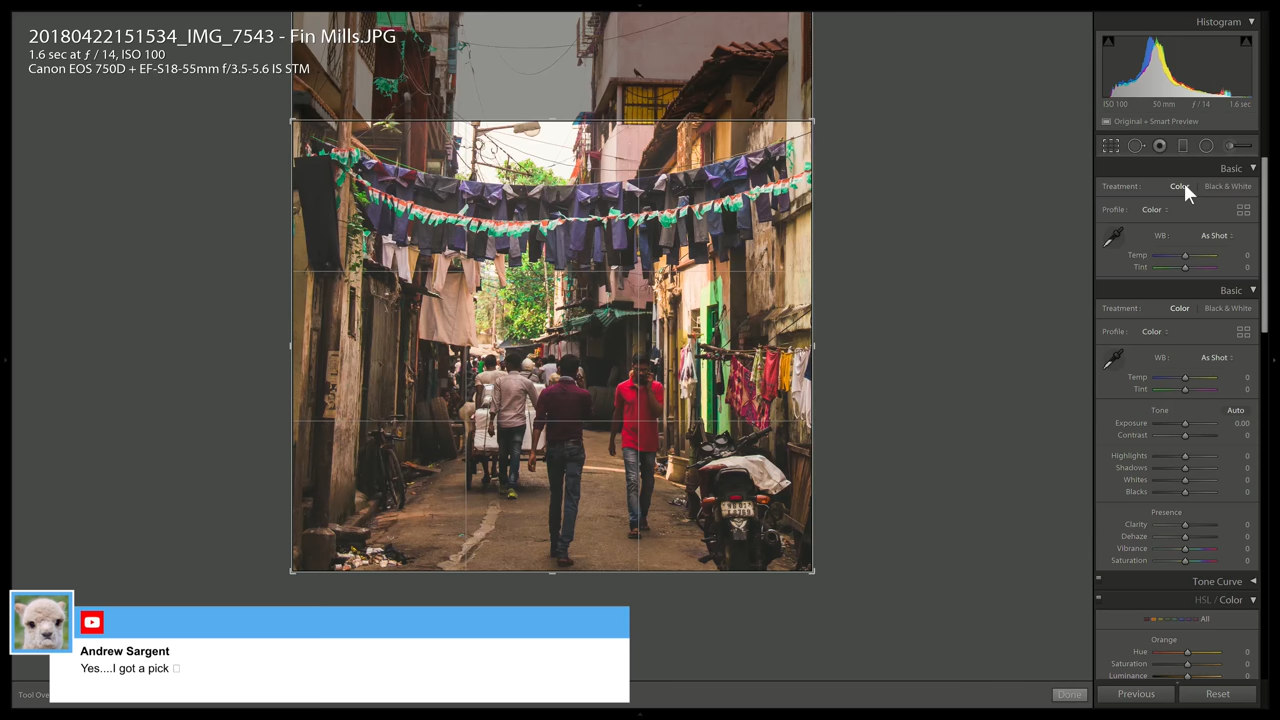 20180422151534_IMG_7543 - Fin Mills.JPG
1.6 sec at ƒ / 14, ISO 100
Canon EOS 750D + EF-S18-55mm f/3.5-5.6 IS STM
Histogram
ISO 100 50 mm ƒ / 14 1.6 sec
Original + Smart Preview
Basic
Treatment : Color Black & White
Profile : Color
WB : As Shot
Temp 0
Tint 0
Basic
Treatment : Color Black & White
Profile : Color
WB : As Shot
Temp 0
Tint 0
Tone Auto
Exposure 0.00
Contrast 0
Highlights 0
Shadows 0
Whites 0
Blacks 0
Presence
Clarity 0
Dehaze 0
Vibrance 0
Saturation 0
Tone Curve
HSL / Color
All
Orange
Hue 0
Saturation 0
Luminance 0
Andrew Sargent
Yes....I got a pick
Tool Ove
Done
Previous Reset